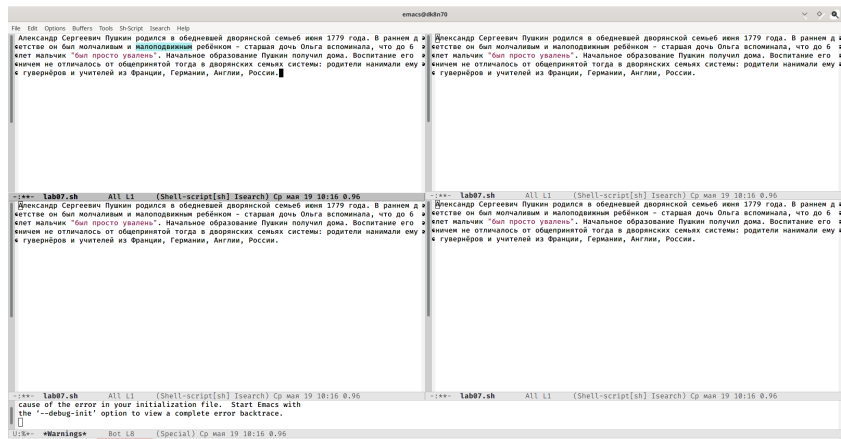 emacs@dk8n70
File Edit Options Buffers Tools Sh-Script Isearch Help
Александр Сергеевич Пушкин родился в обедневшей дворянской семье6 июня 1779 года. В раннем д
етстве он был молчаливым и малоподвижным ребёнком – старшая дочь Ольга вспоминала, что до 6
лет мальчик "был просто увалень". Начальное образование Пушкин получил дома. Воспитание его
ничем не отличалось от общепринятой тогда в дворянских семьях системы: родители нанимали ему
гувернёров и учителей из Франции, Германии, Англии, России.
-:**- lab07.sh All L1 (Shell-script[sh] Isearch) Ср мая 19 10:16 0.96
Александр Сергеевич Пушкин родился в обедневшей дворянской семье6 июня 1779 года. В раннем д
етстве он был молчаливым и малоподвижным ребёнком – старшая дочь Ольга вспоминала, что до 6
лет мальчик "был просто увалень". Начальное образование Пушкин получил дома. Воспитание его
ничем не отличалось от общепринятой тогда в дворянских семьях системы: родители нанимали ему
гувернёров и учителей из Франции, Германии, Англии, России.
-:**- lab07.sh All L1 (Shell-script[sh] Isearch) Ср мая 19 10:16 0.96
Александр Сергеевич Пушкин родился в обедневшей дворянской семье6 июня 1779 года. В раннем д
етстве он был молчаливым и малоподвижным ребёнком – старшая дочь Ольга вспоминала, что до 6
лет мальчик "был просто увалень". Начальное образование Пушкин получил дома. Воспитание его
ничем не отличалось от общепринятой тогда в дворянских семьях системы: родители нанимали ему
гувернёров и учителей из Франции, Германии, Англии, России.
-:**- lab07.sh All L1 (Shell-script[sh] Isearch) Ср мая 19 10:16 0.96
Александр Сергеевич Пушкин родился в обедневшей дворянской семье6 июня 1779 года. В раннем д
етстве он был молчаливым и малоподвижным ребёнком – старшая дочь Ольга вспоминала, что до 6
лет мальчик "был просто увалень". Начальное образование Пушкин получил дома. Воспитание его
ничем не отличалось от общепринятой тогда в дворянских семьях системы: родители нанимали ему
гувернёров и учителей из Франции, Германии, Англии, России.
-:**- lab07.sh All L1 (Shell-script[sh] Isearch) Ср мая 19 10:16 0.96
cause of the error in your initialization file. Start Emacs with
the '--debug-init' option to view a complete error backtrace.
U:%*- *Warnings* Bot L8 (Special) Ср мая 19 10:16 0.96